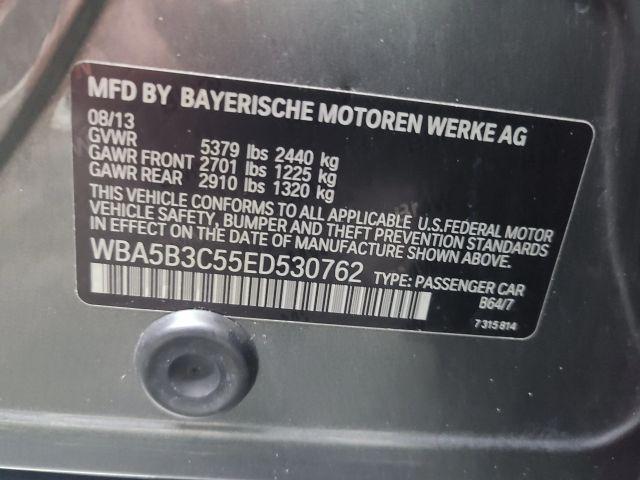 MFD BY BAYERISCHE MOTOREN WERKE AG
08/13
GVWR 5379 lbs 2440 kg
GAWR FRONT 2701 lbs 1225 kg
GAWR REAR 2910 lbs 1320 kg
THIS VEHICLE CONFORMS TO ALL APPLICABLE U.S.FEDERAL MOTOR
VEHICLE SAFETY, BUMPER AND THEFT PREVENTION STANDARDS
IN EFFECT ON THE DATE OF MANUFACTURE SHOWN ABOVE.
WBA5B3C55ED530762 TYPE: PASSENGER CAR
B64/7
7 315 814